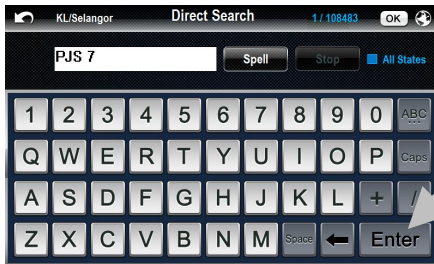 KL/Selangor Direct Search 1 / 108483 OK
PJS 7 Spell Stop All States
1 2 3 4 5 6 7 8 9 0 ABC...
Q W E R T Y U I O P Caps
A S D F G H J K L + /
Z X C V B N M Space Enter